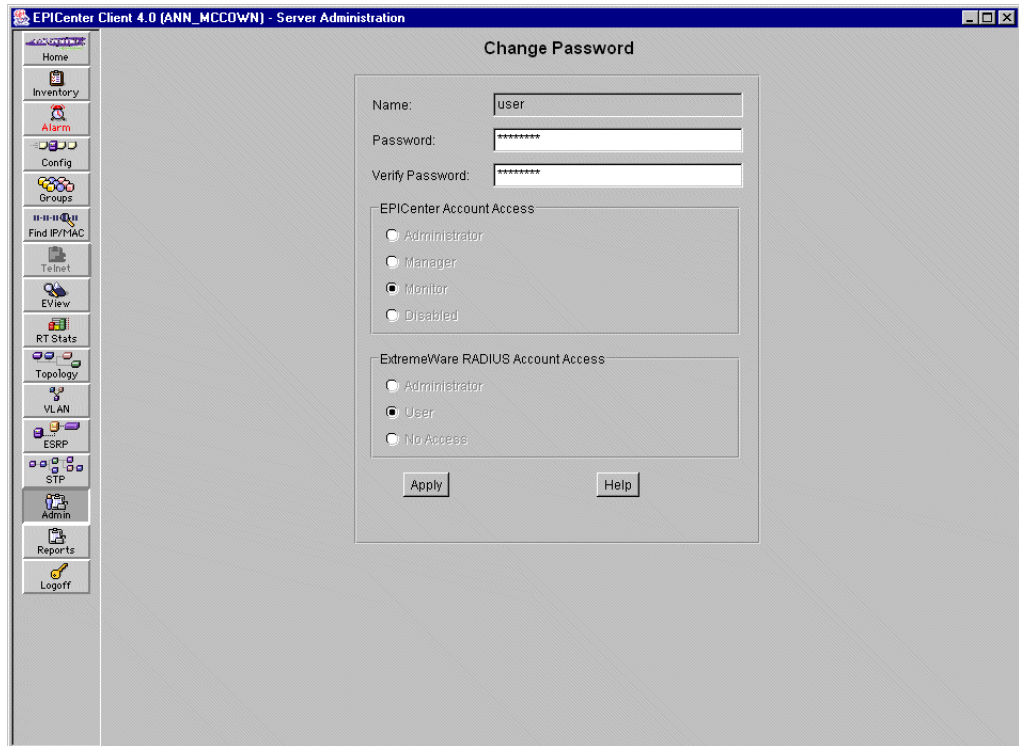 EPICenter Client 4.0 (ANN_MCCOWN) - Server Administration
Home
Inventory
Alarm
Config
Groups
Find IP/MAC
Telnet
EView
RT Stats
Topology
VLAN
ESRP
STP
Admin
Reports
Logoff
Change Password
Name: user
Password: ********
Verify Password: ********
EPICenter Account Access
Administrator
Manager
Monitor
Disabled
ExtremeWare RADIUS Account Access
Administrator
User
No Access
Apply Help